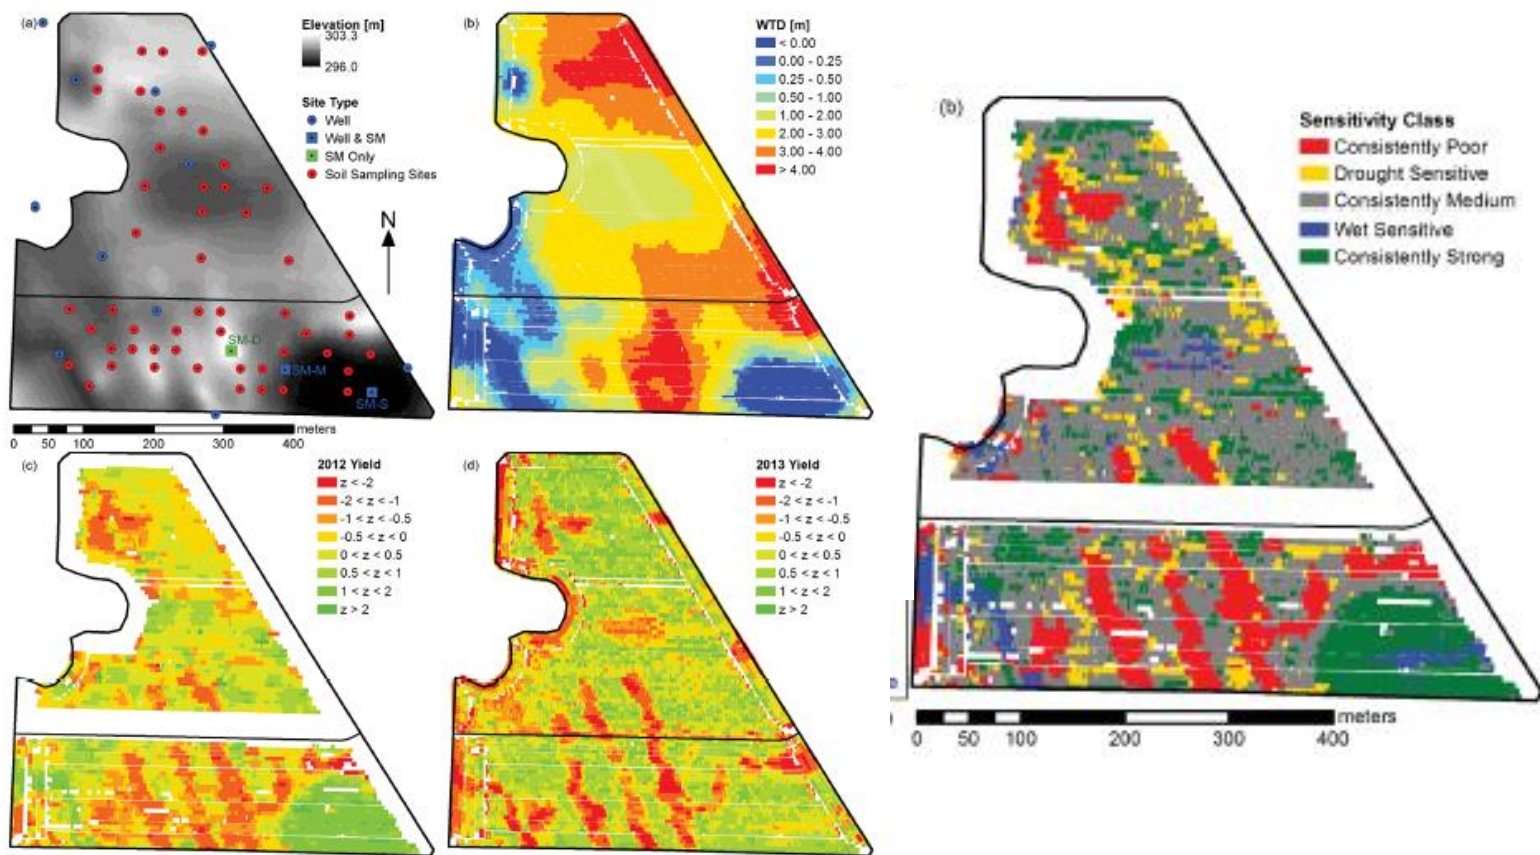 (a)
Elevation [m]
303.3
296.0
Site Type
Well
Well & SM
SM Only
Soil Sampling Sites
N
SM-D
SM-M
SM-S
meters
0 50 100 200 300 400
(b)
WTD [m]
< 0.00
0.00 - 0.25
0.25 - 0.50
0.50 - 1.00
1.00 - 2.00
2.00 - 3.00
3.00 - 4.00
> 4.00
(c)
2012 Yield
z < -2
-2 < z < -1
-1 < z < -0.5
-0.5 < z < 0
0 < z < 0.5
0.5 < z < 1
1 < z < 2
z > 2
(d)
2013 Yield
z < -2
-2 < z < -1
-1 < z < -0.5
-0.5 < z < 0
0 < z < 0.5
0.5 < z < 1
1 < z < 2
z > 2
(b)
Sensitivity Class
Consistently Poor
Drought Sensitive
Consistently Medium
Wet Sensitive
Consistently Strong
meters
0 50 100 200 300 400